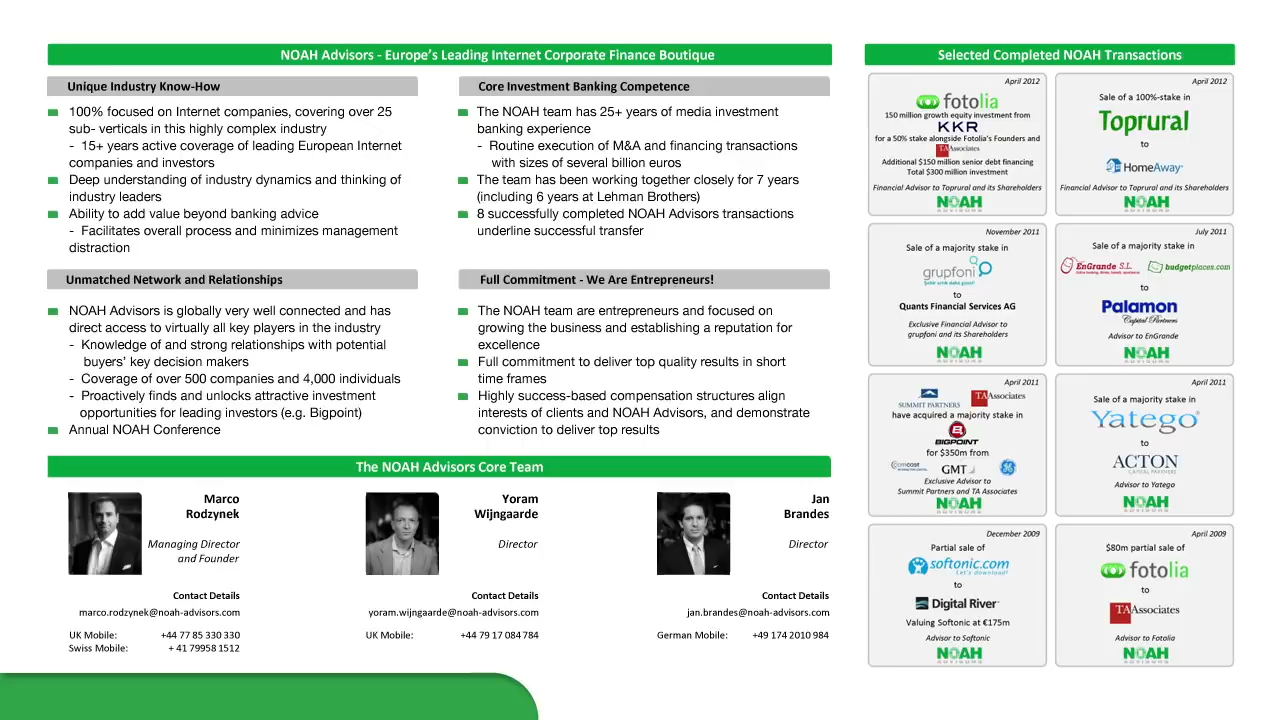 NOAH Advisors - Europe's Leading Internet Corporate Finance Boutique
Unique Industry Know-How
100% focused on Internet companies, covering over 25
sub- verticals in this highly complex industry
- 15+ years active coverage of leading European Internet
companies and investors
Deep understanding of industry dynamics and thinking of
industry leaders
Ability to add value beyond banking advice
- Facilitates overall process and minimizes management
distraction
Core Investment Banking Competence
The NOAH team has 25+ years of media investment
banking experience
- Routine execution of M&A and financing transactions
with sizes of several billion euros
The team has been working together closely for 7 years
(including 6 years at Lehman Brothers)
8 successfully completed NOAH Advisors transactions
underline successful transfer
Unmatched Network and Relationships
NOAH Advisors is globally very well connected and has
direct access to virtually all key players in the industry
- Knowledge of and strong relationships with potential
buyers' key decision makers
- Coverage of over 500 companies and 4,000 individuals
- Proactively finds and unlocks attractive investment
opportunities for leading investors (e.g. Bigpoint)
Annual NOAH Conference
Full Commitment - We Are Entrepreneurs!
The NOAH team are entrepreneurs and focused on
growing the business and establishing a reputation for
excellence
Full commitment to deliver top quality results in short
time frames
Highly success-based compensation structures align
interests of clients and NOAH Advisors, and demonstrate
conviction to deliver top results
The NOAH Advisors Core Team
Marco
Rodzynek
Managing Director
and Founder
Contact Details
marco.rodzynek@noah-advisors.com
UK Mobile: +44 77 85 330 330
Swiss Mobile: + 41 79958 1512
Yoram
Wijngaarde
Director
Contact Details
yoram.wijngaarde@noah-advisors.com
UK Mobile: +44 79 17 084 784
Jan
Brandes
Director
Contact Details
jan.brandes@noah-advisors.com
German Mobile: +49 174 2010 984
Selected Completed NOAH Transactions
April 2012
fotolia
150 million growth equity investment from
KKR
for a 50% stake alongside Fotolia's Founders and
TA Associates
Additional $150 million senior debt financing
Total $300 million investment
Financial Advisor to Toprural and its Shareholders
NOAH
ADVISORS
April 2012
Sale of a 100%-stake in
Toprural
to
HomeAway
Financial Advisor to Toprural and its Shareholders
NOAH
ADVISORS
November 2011
Sale of a majority stake in
grupfoni
to
Quants Financial Services AG
Exclusive Financial Advisor to
grupfoni and its Shareholders
NOAH
ADVISORS
July 2011
Sale of a majority stake in
EnGrande S.L.
budgetplaces.com
to
Palamon
Capital Partners
Advisor to EnGrande
NOAH
ADVISORS
April 2011
SUMMIT PARTNERS
TA Associates
have acquired a majority stake in
BIGPOINT
for $350m from
comcast
GMT
Exclusive Advisor to
Summit Partners and TA Associates
NOAH
ADVISORS
April 2011
Sale of a majority stake in
Yatego®
to
ACTON
CAPITAL PARTNERS
Advisor to Yatego
NOAH
ADVISORS
December 2009
Partial sale of
softonic.com
Let's download!
to
Digital River
Valuing Softonic at €175m
Advisor to Softonic
NOAH
ADVISORS
April 2009
$80m partial sale of
fotolia
to
TA Associates
Advisor to Fotolia
NOAH
ADVISORS